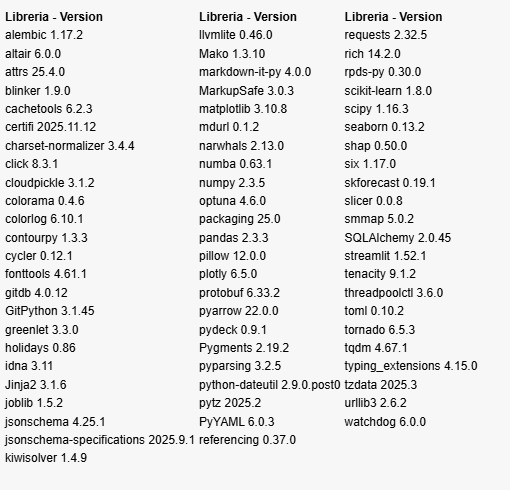 Libreria - Version
alembic 1.17.2
altair 6.0.0
attrs 25.4.0
blinker 1.9.0
cachetools 6.2.3
certifi 2025.11.12
charset-normalizer 3.4.4
click 8.3.1
cloudpickle 3.1.2
colorama 0.4.6
colorlog 6.10.1
contourpy 1.3.3
cycler 0.12.1
fonttools 4.61.1
gitdb 4.0.12
GitPython 3.1.45
greenlet 3.3.0
holidays 0.86
idna 3.11
Jinja2 3.1.6
joblib 1.5.2
jsonschema 4.25.1
jsonschema-specifications 2025.9.1
kiwisolver 1.4.9
Libreria - Version
llvmlite 0.46.0
Mako 1.3.10
markdown-it-py 4.0.0
MarkupSafe 3.0.3
matplotlib 3.10.8
mdurl 0.1.2
narwhals 2.13.0
numba 0.63.1
numpy 2.3.5
optuna 4.6.0
packaging 25.0
pandas 2.3.3
pillow 12.0.0
plotly 6.5.0
protobuf 6.33.2
pyarrow 22.0.0
pydeck 0.9.1
Pygments 2.19.2
pyparsing 3.2.5
python-dateutil 2.9.0.post0
pytz 2025.2
PyYAML 6.0.3
referencing 0.37.0
Libreria - Version
requests 2.32.5
rich 14.2.0
rpds-py 0.30.0
scikit-learn 1.8.0
scipy 1.16.3
seaborn 0.13.2
shap 0.50.0
six 1.17.0
skforecast 0.19.1
slicer 0.0.8
smmap 5.0.2
SQLAlchemy 2.0.45
streamlit 1.52.1
tenacity 9.1.2
threadpoolctl 3.6.0
toml 0.10.2
tornado 6.5.3
tqdm 4.67.1
typing_extensions 4.15.0
tzdata 2025.3
urllib3 2.6.2
watchdog 6.0.0